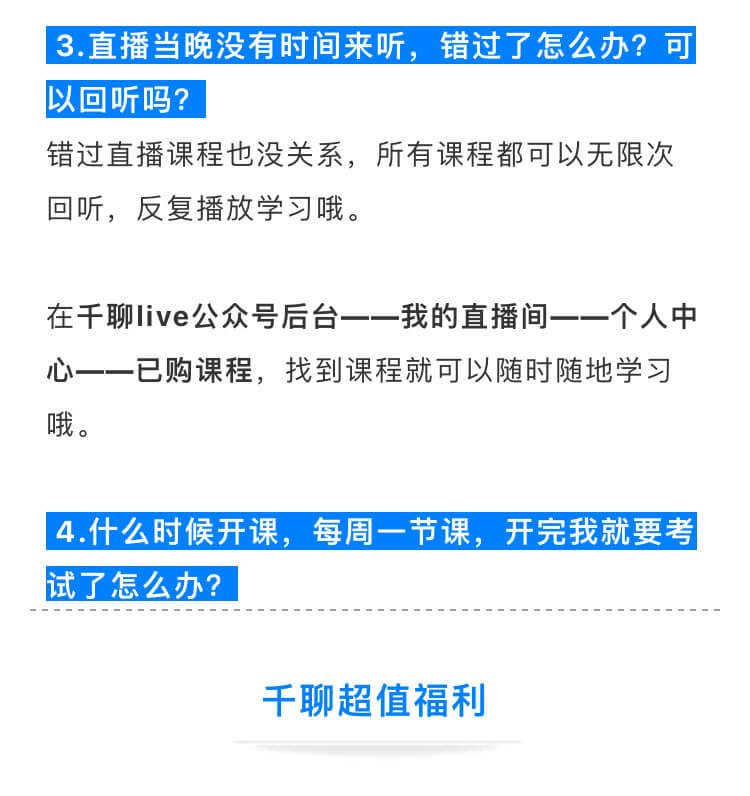 3.直播当晚没有时间来听，错过了怎么办？可
以回听吗？
错过直播课程也没关系，所有课程都可以无限次
回听，反复播放学习哦。
在千聊live公众号后台——我的直播间——个人中
心——已购课程，找到课程就可以随时随地学习
哦。
4.什么时候开课，每周一节课，开完我就要考
试了怎么办？
千聊超值福利